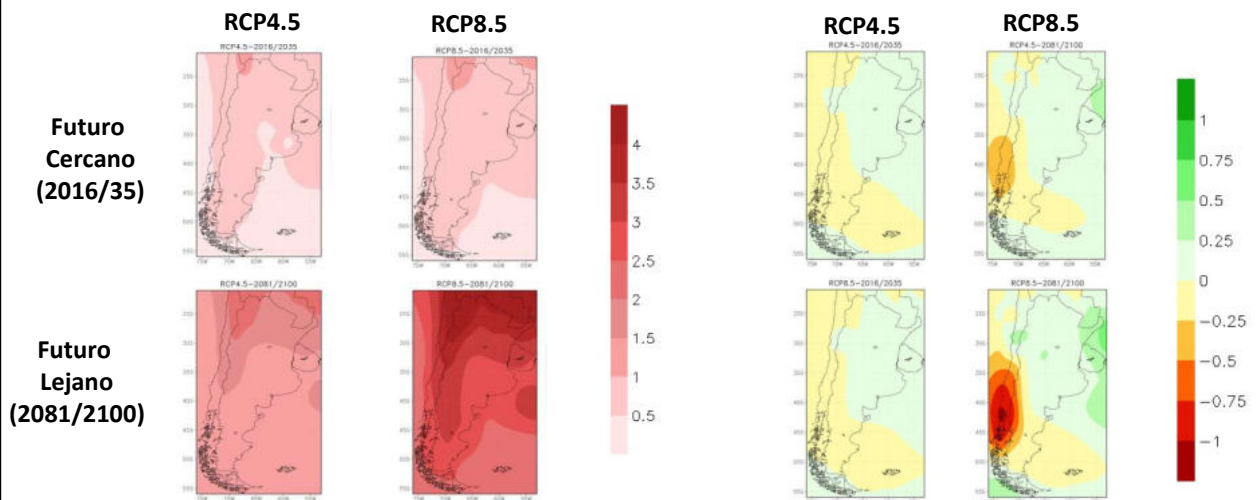 RCP4.5
RCP8.5
RCP4.5
RCP8.5
RCP4.5-2016/2035
RCP8.5-2016/2035
RCP4.5-2016/2035
RCP4.5-2081/2100
Futuro
Cercano
(2016/35)
RCP4.5-2081/2100
RCP8.5-2081/2100
RCP8.5-2016/2035
RCP8.5-2081/2100
Futuro
Lejano
(2081/2100)
4
3.5
3
2.5
2
1.5
1
0.5
1
0.75
0.5
0.25
0
-0.25
-0.5
-0.75
-1